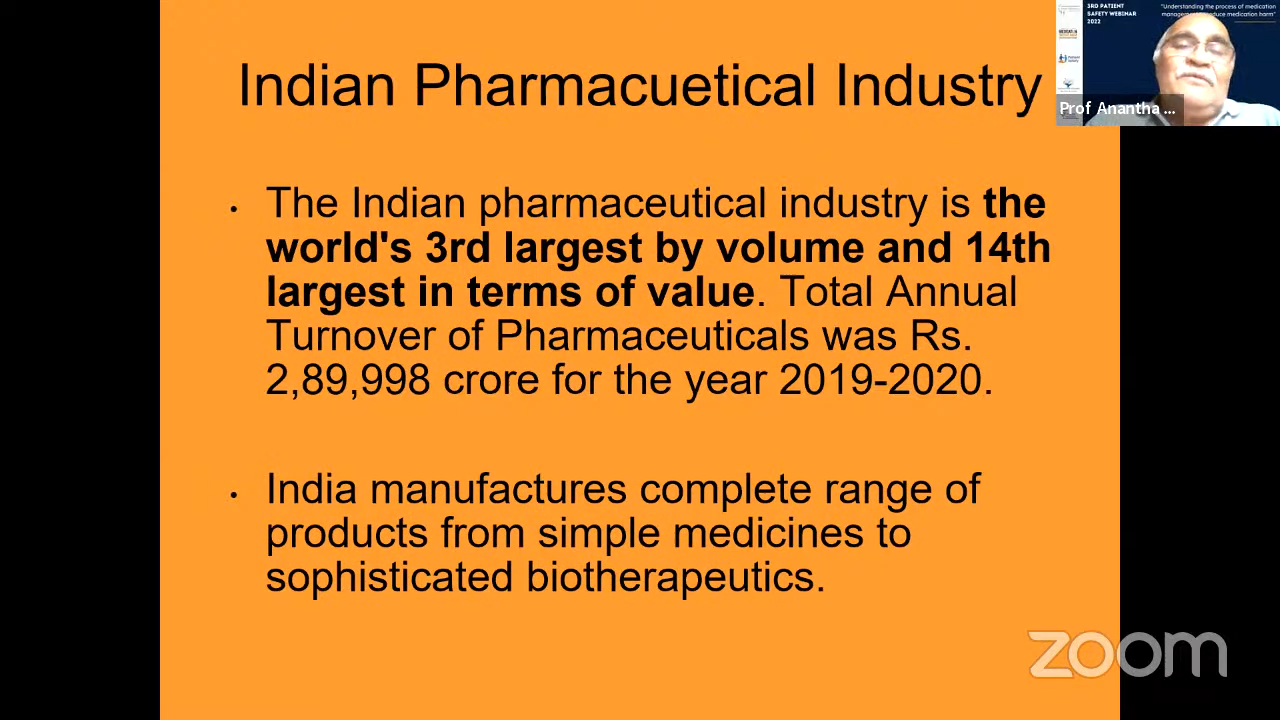 Indian Pharmacuetical Industry
• The Indian pharmaceutical industry is the
world's 3rd largest by volume and 14th
largest in terms of value. Total Annual
Turnover of Pharmaceuticals was Rs.
2,89,998 crore for the year 2019-2020.
• India manufactures complete range of
products from simple medicines to
sophisticated biotherapeutics.
3RD PATIENT
SAFETY WEBINAR
2022
"Understanding the process of medication
Prof Anantha ...
zoom